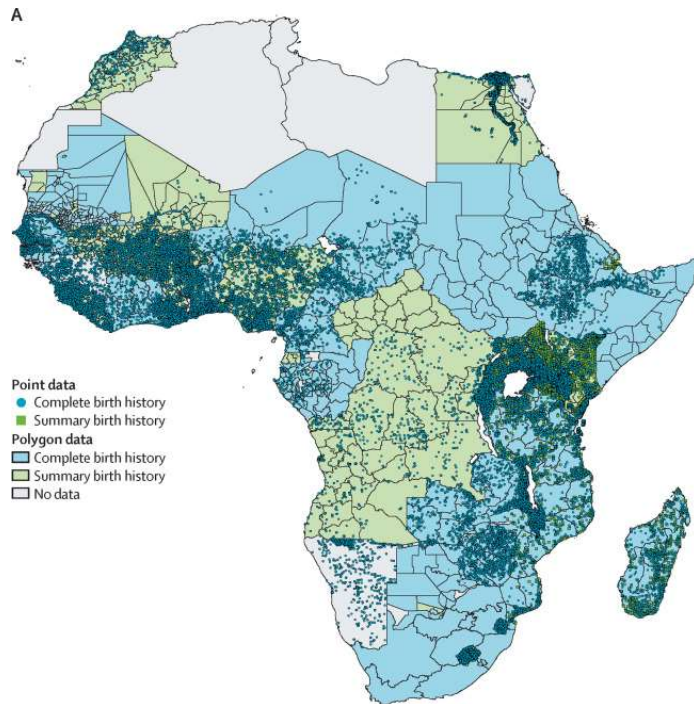 A
Point data
Complete birth history
Summary birth history
Polygon data
Complete birth history
Summary birth history
No data